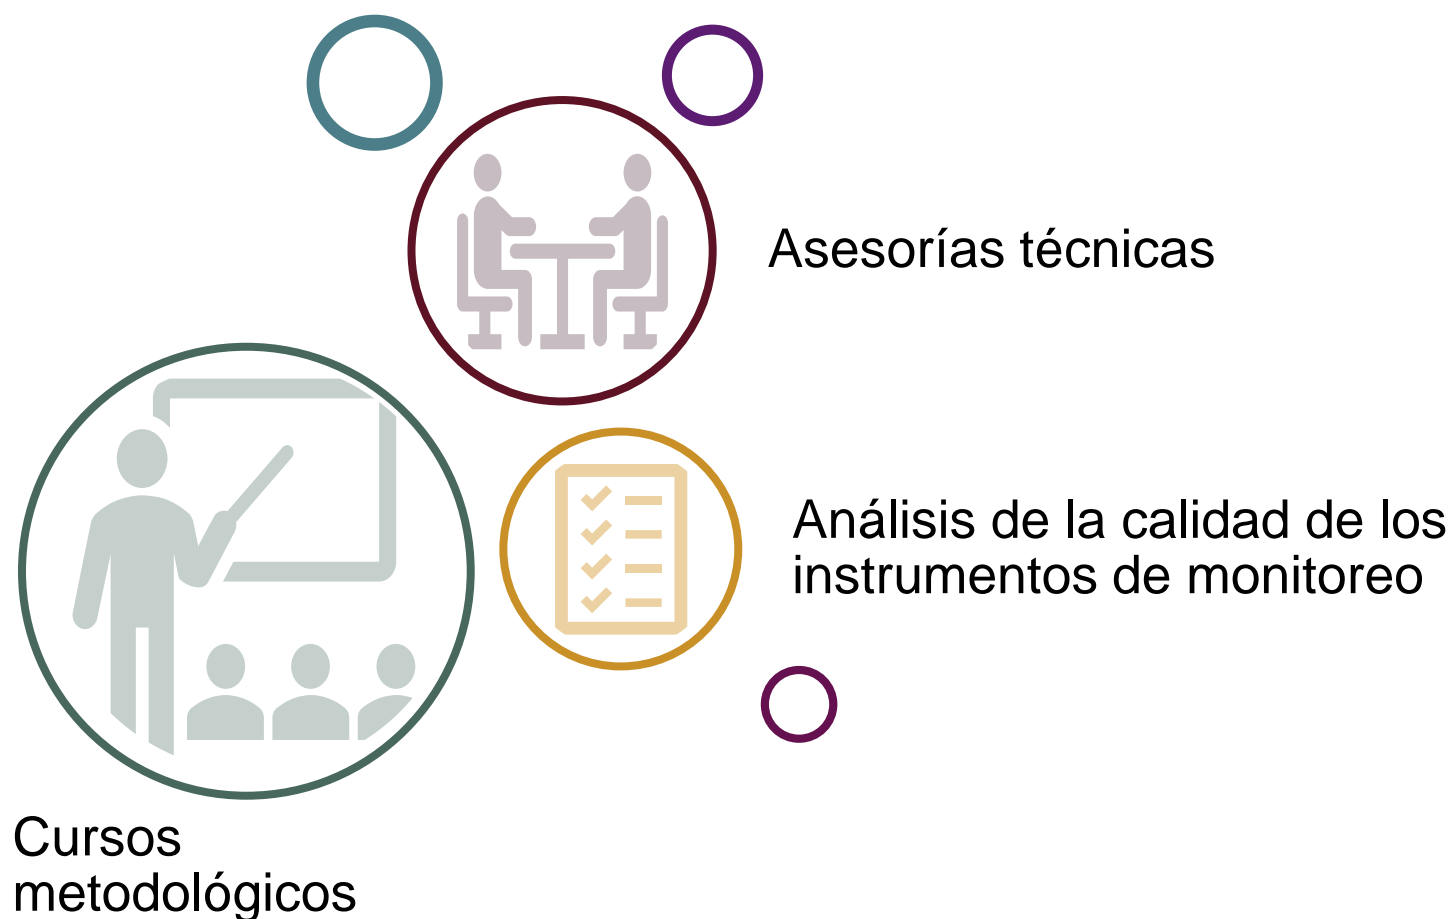 Asesorías técnicas
Análisis de la calidad de los
instrumentos de monitoreo
Cursos
metodológicos